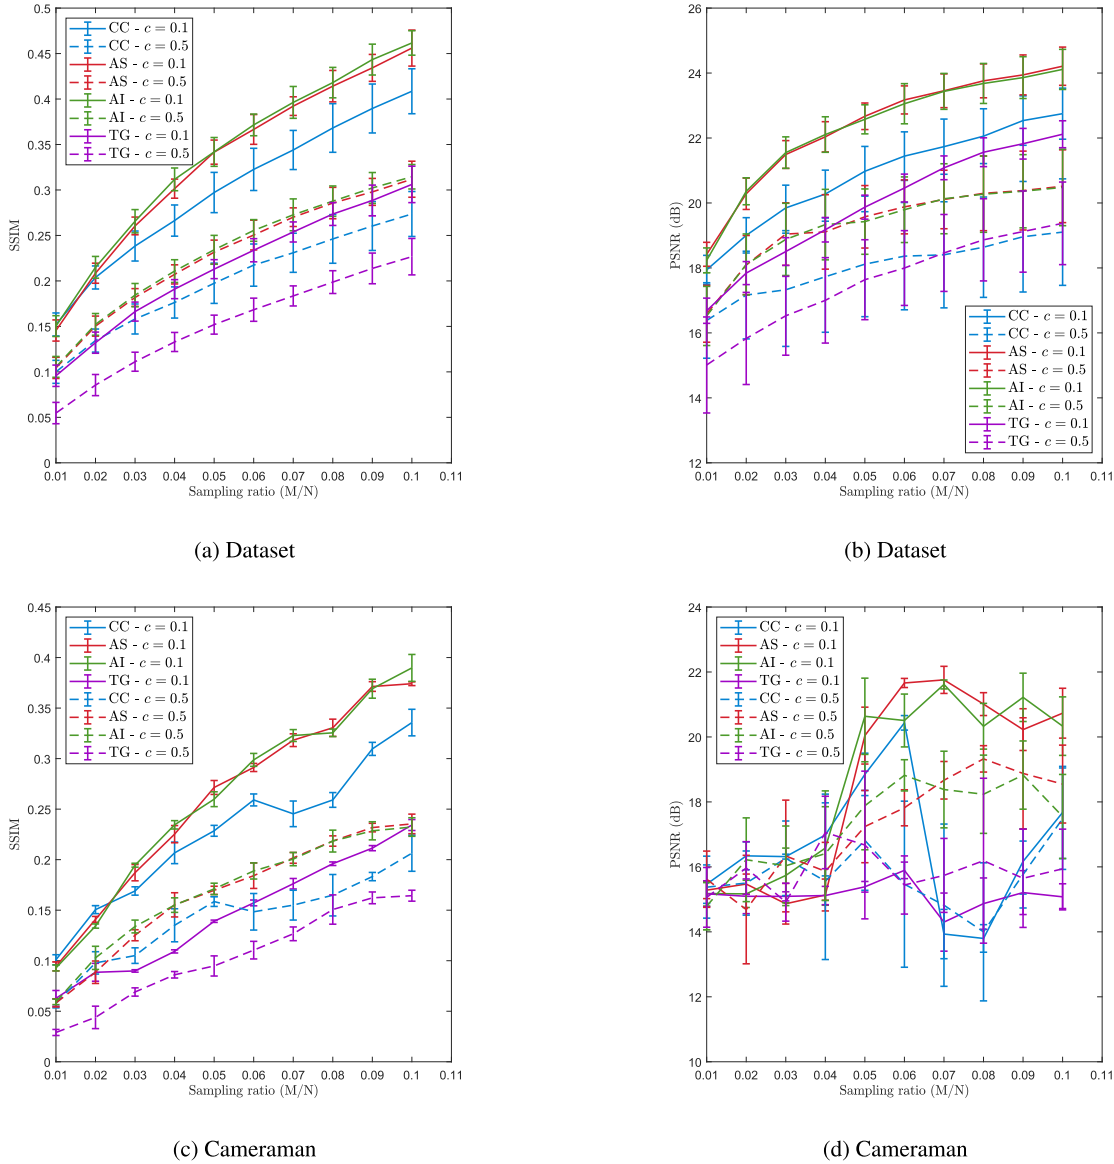 0.5
0.45
0.4
0.35
0.3
0.25
0.2
0.15
0.1
0.05
0
SSIM
CC - c = 0.1
CC - c = 0.5
AS - c = 0.1
AS - c = 0.5
AI - c = 0.1
AI - c = 0.5
TG - c = 0.1
TG - c = 0.5
0.01 0.02 0.03 0.04 0.05 0.06 0.07 0.08 0.09 0.1 0.11
Sampling ratio (M/N)
(a) Dataset
26
24
22
20
18
16
14
12
PSNR (dB)
CC - c = 0.1
CC - c = 0.5
AS - c = 0.1
AS - c = 0.5
AI - c = 0.1
AI - c = 0.5
TG - c = 0.1
TG - c = 0.5
0.01 0.02 0.03 0.04 0.05 0.06 0.07 0.08 0.09 0.1 0.11
Sampling ratio (M/N)
(b) Dataset
0.45
0.4
0.35
0.3
0.25
0.2
0.15
0.1
0.05
0
SSIM
CC - c = 0.1
AS - c = 0.1
AI - c = 0.1
TG - c = 0.1
CC - c = 0.5
AS - c = 0.5
AI - c = 0.5
TG - c = 0.5
0.01 0.02 0.03 0.04 0.05 0.06 0.07 0.08 0.09 0.1 0.11
Sampling ratio (M/N)
(c) Cameraman
24
22
20
18
16
14
12
10
PSNR (dB)
CC - c = 0.1
AS - c = 0.1
AI - c = 0.1
TG - c = 0.1
CC - c = 0.5
AS - c = 0.5
AI - c = 0.5
TG - c = 0.5
0.01 0.02 0.03 0.04 0.05 0.06 0.07 0.08 0.09 0.1 0.11
Sampling ratio (M/N)
(d) Cameraman